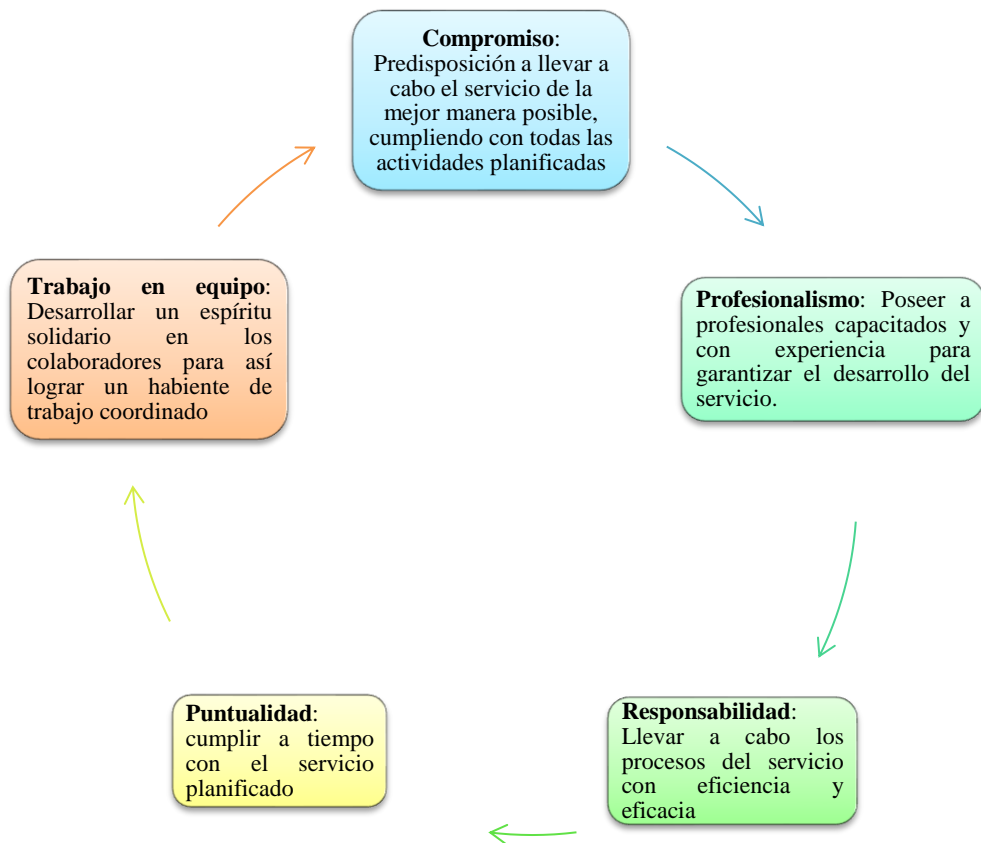 Compromiso:
Predisposición a llevar a
cabo el servicio de la
mejor manera posible,
cumpliendo con todas las
actividades planificadas
Profesionalismo: Poseer a
profesionales capacitados y
con experiencia para
garantizar el desarrollo del
servicio.
Responsabilidad:
Llevar a cabo los
procesos del servicio
con eficiencia y
eficacia
Puntualidad:
cumplir a tiempo
con el servicio
planificado
Trabajo en equipo:
Desarrollar un espíritu
solidario en los
colaboradores para así
lograr un habiente de
trabajo coordinado